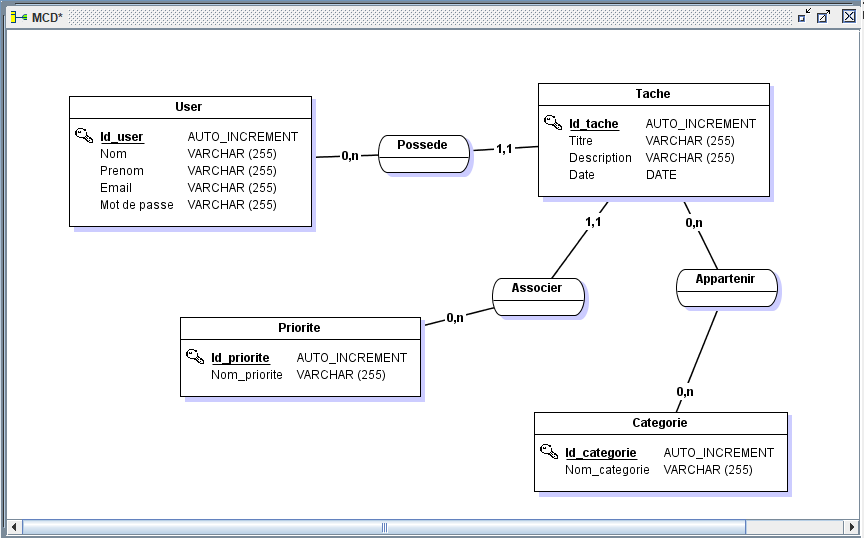 MCD*
User
Id_user AUTO_INCREMENT
Nom VARCHAR (255)
Prenom VARCHAR (255)
Email VARCHAR (255)
Mot de passe VARCHAR (255)
0,n
Possede
1,1
Tache
Id_tache AUTO_INCREMENT
Titre VARCHAR (255)
Description VARCHAR (255)
Date DATE
1,1
0,n
Associer
Appartenir
0,n
Priorite
Id_priorite AUTO_INCREMENT
Nom_priorite VARCHAR (255)
0,n
Categorie
Id_categorie AUTO_INCREMENT
Nom_categorie VARCHAR (255)